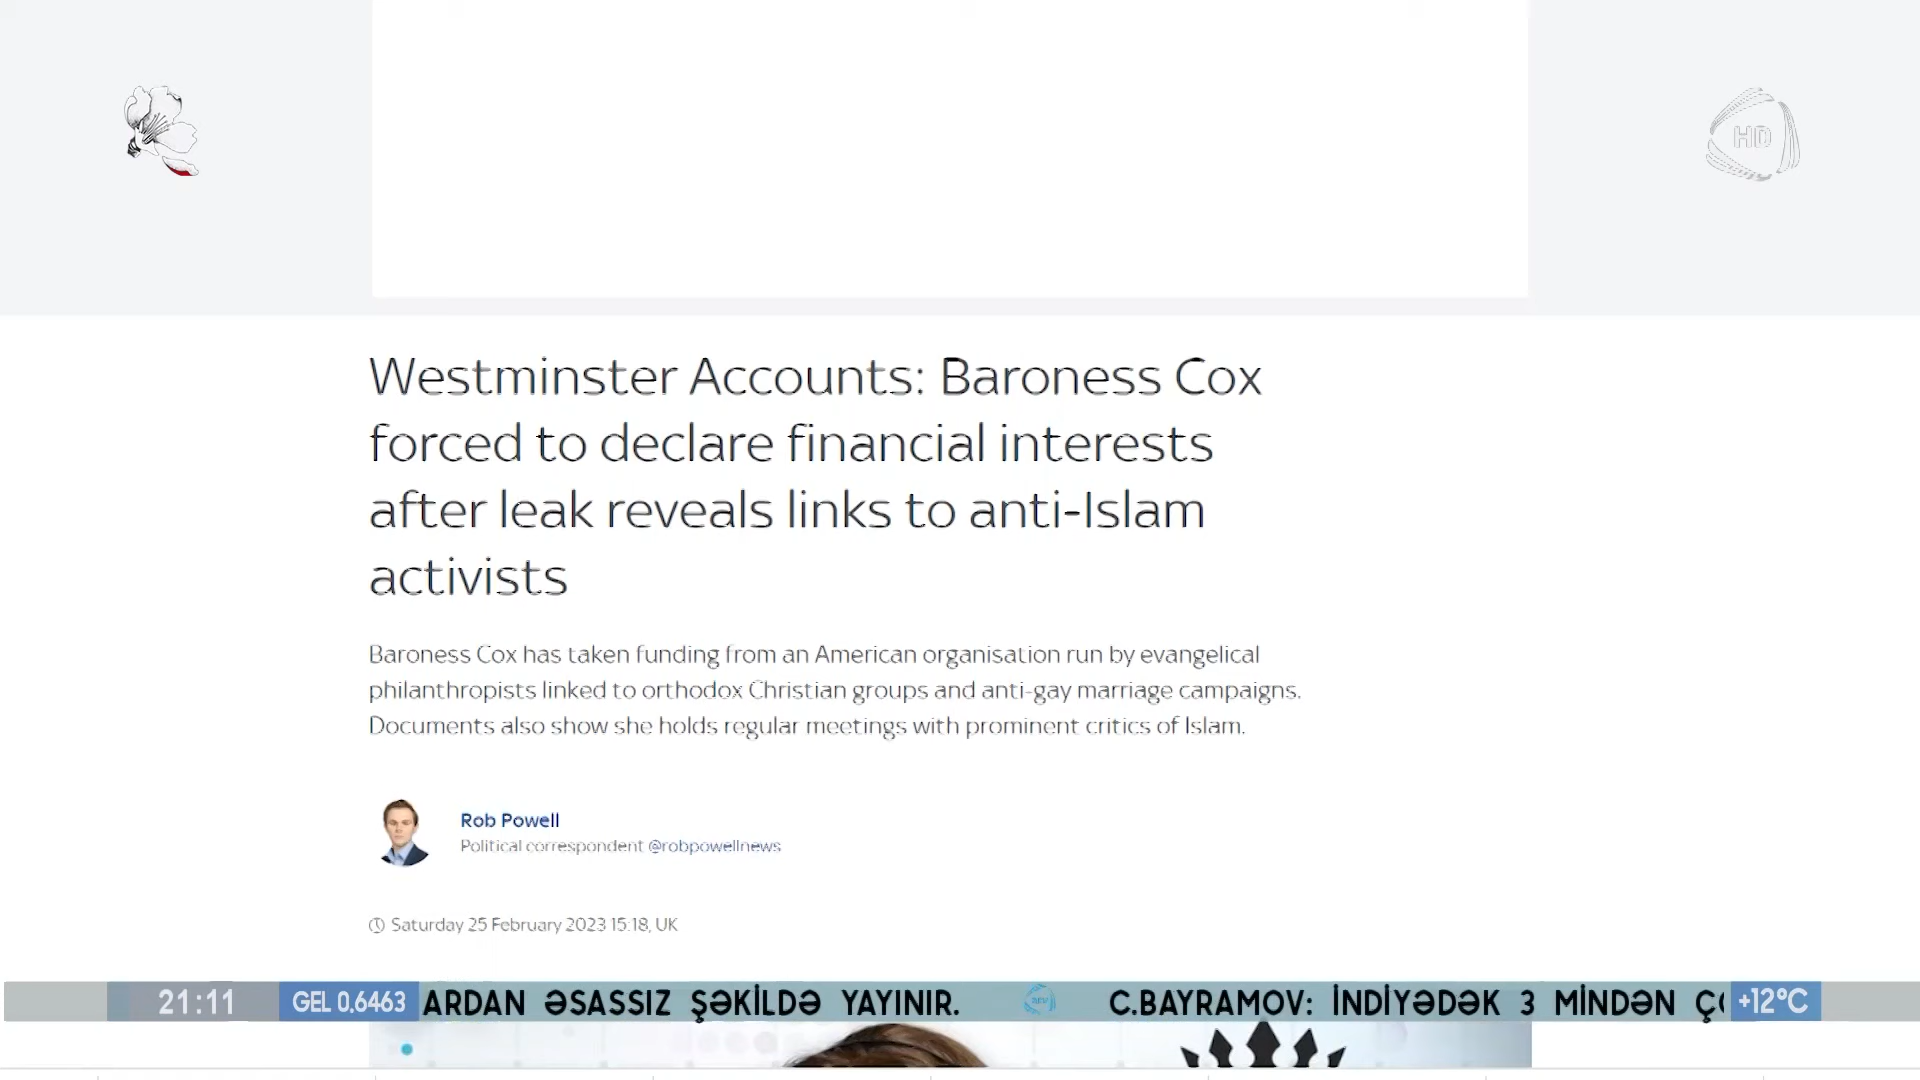 HD
Westminster Accounts: Baroness Cox
forced to declare financial interests
after leak reveals links to anti-Islam
activists
Baroness Cox has taken funding from an American organisation run by evangelical
philanthropists linked to orthodox Christian groups and anti-gay marriage campaigns.
Documents also show she holds regular meetings with prominent critics of Islam.
Rob Powell
Political correspondent @robpowellnews
Saturday 25 February 2023 15:18, UK
21:11 GEL 0.6463 ARDAN ƏSASSIZ ŞƏKİLDƏ YAYINIR. C.BAYRAMOV: İNDİYƏDƏK 3 MİNDƏN +12°C